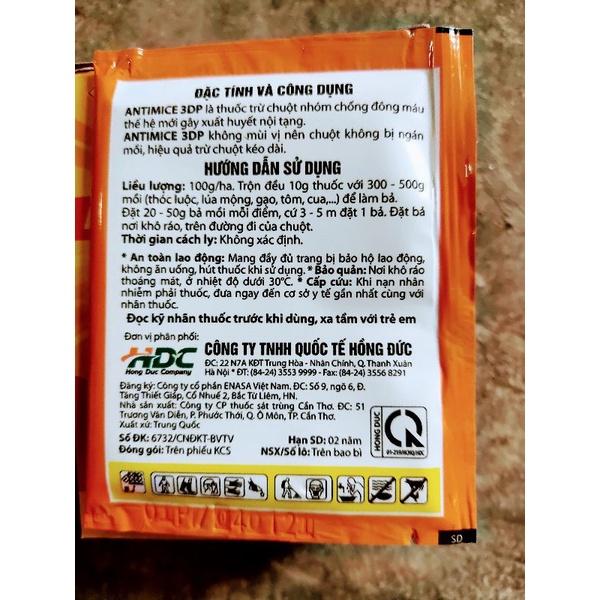 ĐẶC TÍNH VÀ CÔNG DỤNG
ANTIMICE 3DP là thuốc trừ chuột nhóm chống đông máu
thế hệ mới gây xuất huyết nội tạng.
ANTIMICE 3DP không mùi vị nên chuột không bị ngán
mồi, hiệu quả trừ chuột kéo dài.
HƯỚNG DẪN SỬ DỤNG
Liều lượng: 100g/ha. Trộn đều 10g thuốc với 300 - 500g
mồi (thóc luộc, lúa mộng, gạo, tôm, cua,...) để làm bả.
Đặt 20 - 50g bả mồi mỗi điểm, cứ 3 - 5 m đặt 1 bả. Đặt bả
nơi khô ráo, trên đường đi của chuột.
Thời gian cách ly: Không xác định.
* An toàn lao động: Mang đầy đủ trang bị bảo hộ lao động,
không ăn uống, hút thuốc khi sử dụng. * Bảo quản: Nơi khô ráo
thoáng mát, ở nhiệt độ dưới 30°C. * Cấp cứu: Khi nạn nhân
nhiễm phải thuốc, đưa ngay đến cơ sở y tế gần nhất cùng với
nhãn thuốc.
Đọc kỹ nhãn thuốc trước khi dùng, xa tầm với trẻ em
Đơn vị phân phối:
HDC
Hong Duc Company
CÔNG TY TNHH QUỐC TẾ HỒNG ĐỨC
ĐC: 22 N7A KĐT Trung Hòa - Nhân Chính, Q. Thanh Xuân
Hà Nội * ĐT: (84-24) 3553 9999 - Fax: (84-24) 3556 8291
Đăng ký: Công ty cổ phần ENASA Việt Nam. ĐC: Số 9, ngõ 6, Đ.
Tăng Thiết Giáp, Cổ Nhuế 2, Bắc Từ Liêm, HN.
Nhà sản xuất: Công ty CP thuốc sát trùng Cần Thơ. ĐC: 51
Trương Văn Diễn, P. Phước Thới, Q. Ô Môn, TP. Cần Thơ.
Xuất xứ: Trung Quốc
Số ĐK: 6732/CNĐKT-BVTV
Hạn SD: 02 năm
Đóng gói: Trên phiếu KCS
NSX/Số lô: Trên bao bì
HONG DUC
SD